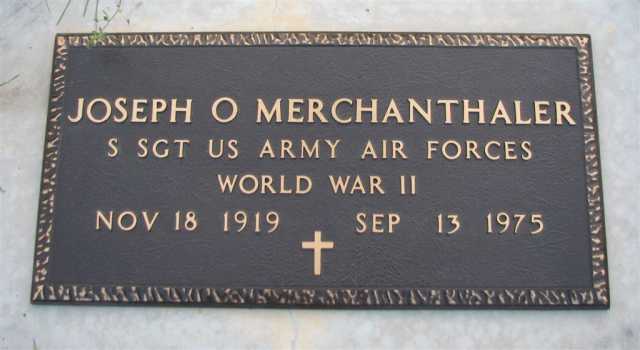 JOSEPH O MERCHANTHALER
S SGT US ARMY AIR FORCES
WORLD WAR II
NOV 18 1919 SEP 13 1975